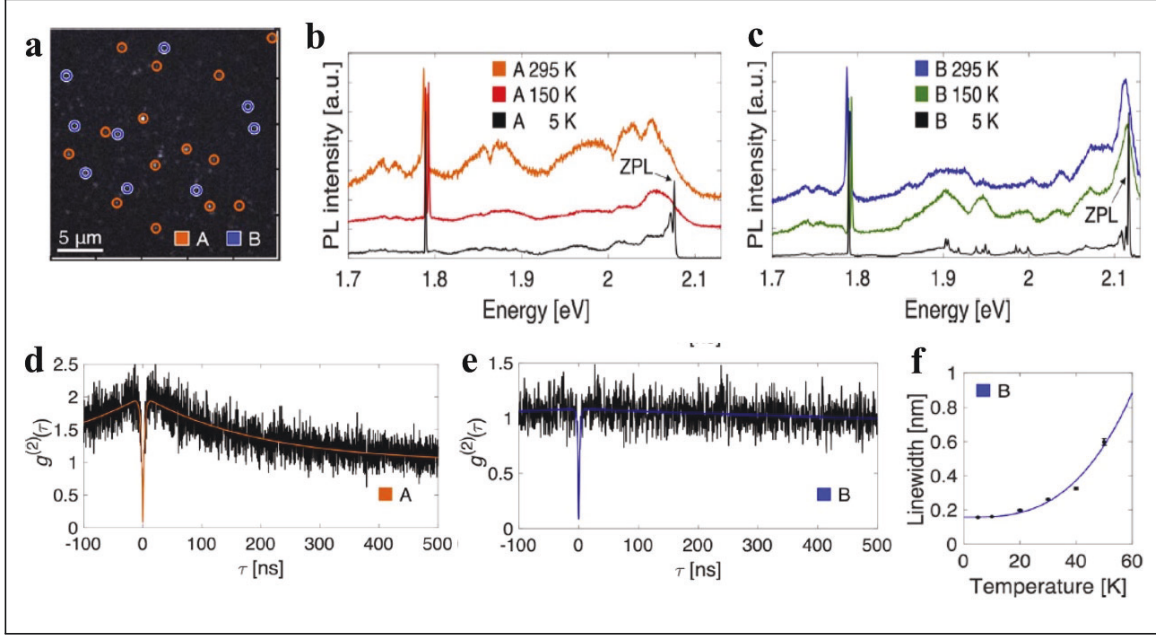 a
5 μm
A
B
b
A 295 K
A 150 K
A 5 K
ZPL
PL intensity [a.u.]
1.7 1.8 1.9 2 2.1
Energy [eV]
c
B 295 K
B 150 K
B 5 K
ZPL
PL intensity [a.u.]
1.7 1.8 1.9 2 2.1
Energy [eV]
d
2.5
2
1.5
1
0.5
0
g(2)(τ)
A
-100 0 100 200 300 400 500
τ [ns]
e
1.5
1
0.5
0
g(2)(τ)
B
-100 0 100 200 300 400 500
τ [ns]
f
B
1
0.8
0.6
0.4
0.2
0
Linewidth [nm]
0 20 40 60
Temperature [K]